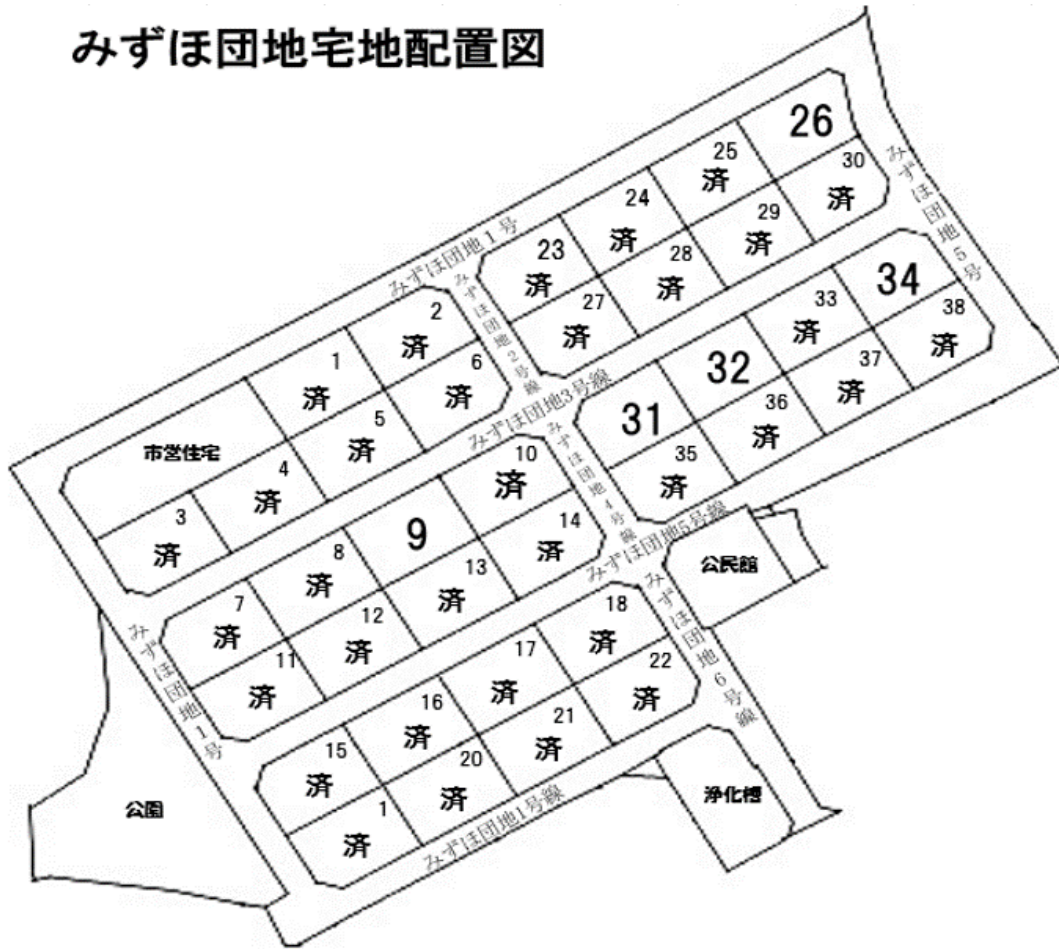 みずほ団地宅地配置図
26
25
済
30
済
24
済
29
済
23
済
28
済
27
済
みずほ団地1号
みずほ団地2号線
みずほ団地5号
2
済
1
済
6
済
5
済
市営住宅
4
済
3
済
みずほ団地3号線
34
33
済
38
済
32
37
済
31
36
済
35
済
みずほ団地4号線
みずほ団地5号線
10
済
9
14
済
8
済
13
済
7
済
12
済
11
済
みずほ団地1号
公民館
みずほ団地6号線
18
済
17
済
22
済
16
済
21
済
15
済
20
済
1
済
みずほ団地1号線
公園
浄化槽